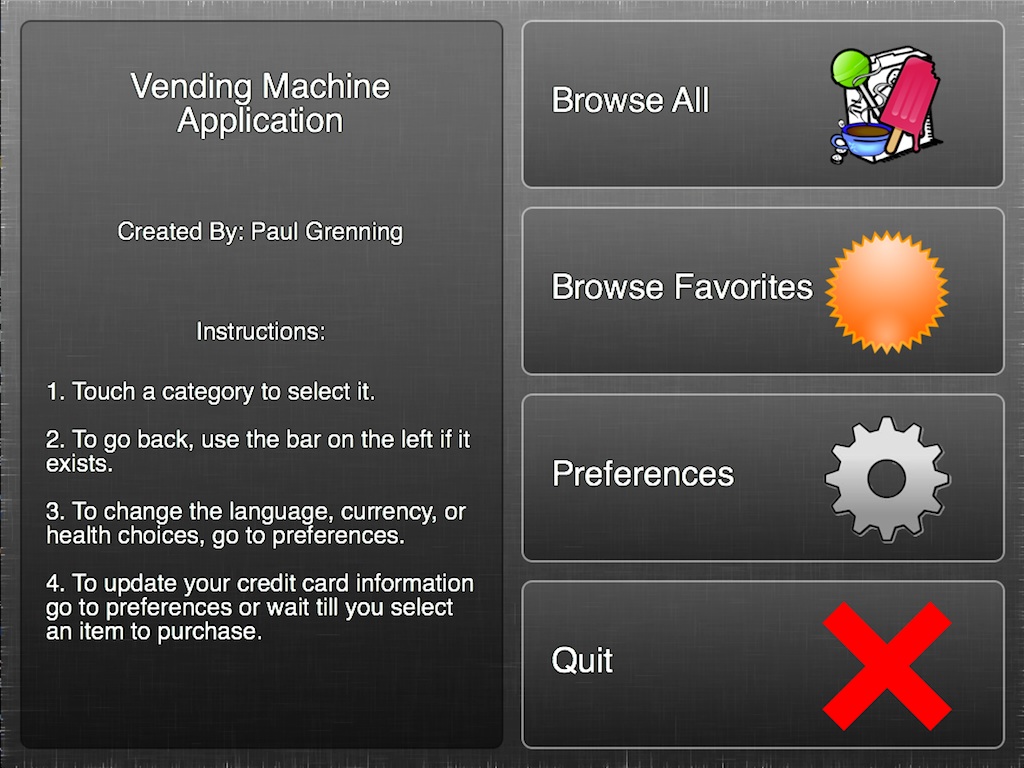 Vending Machine
Application
Created By: Paul Grenning
Instructions:
1. Touch a category to select it.
2. To go back, use the bar on the left if it
exists.
3. To change the language, currency, or
health choices, go to preferences.
4. To update your credit card information
go to preferences or wait till you select
an item to purchase.
Browse All
Browse Favorites
Preferences
Quit